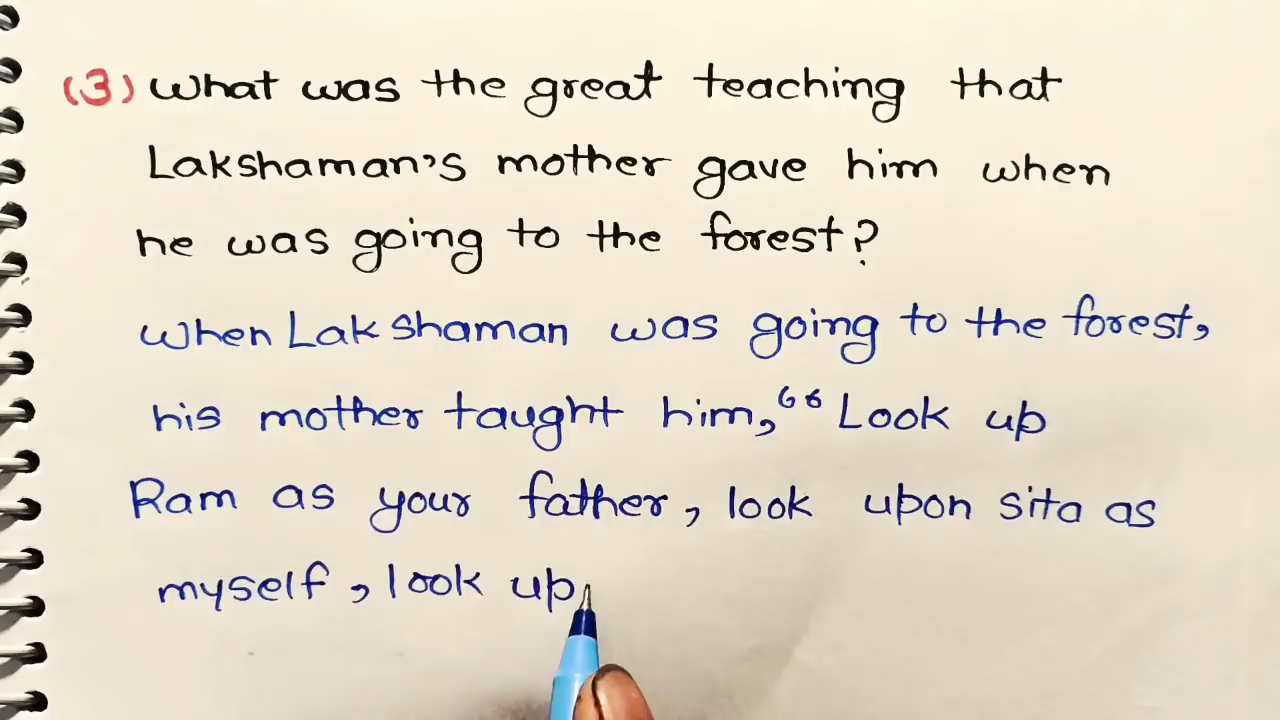 (3) What was the great teaching that
Lakshaman's mother gave him when
he was going to the forest?
When Lakshaman was going to the forest,
his mother taught him, “Look up
Ram as your father, look upon sita as
myself, look up